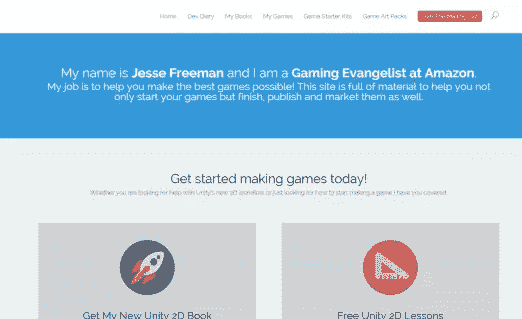 Home Dev Diary My Books My Games Game Starter Kits Game Art Packs
My name is Jesse Freeman and I am a Gaming Evangelist at Amazon.
My job is to help you make the best games possible! This site is full of material to help you not
only start your games but finish, publish and market them as well.
Get started making games today!
Whether you are looking for help with Unity's new 2D workflow or just looking for how to start making a game I have you covered.
Get My New Unity 2D Book
Free Unity 2D Lessons